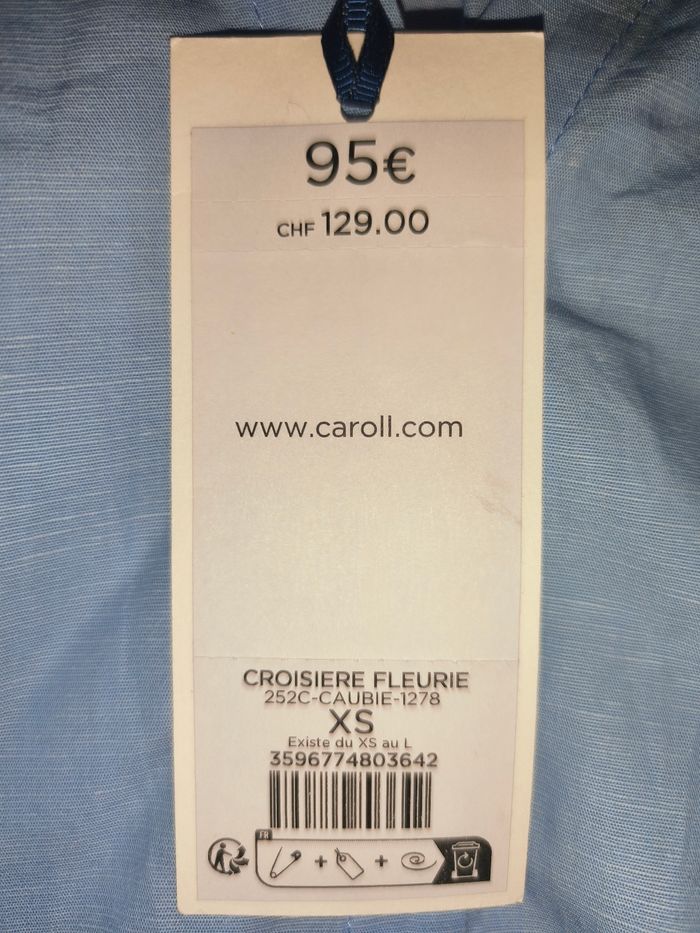 95€
CHF 129.00
www.caroll.com
CROISIERE FLEURIE
252C-CAUBIE-1278
XS
Existe du XS au L
3596774803642
FR
+ +